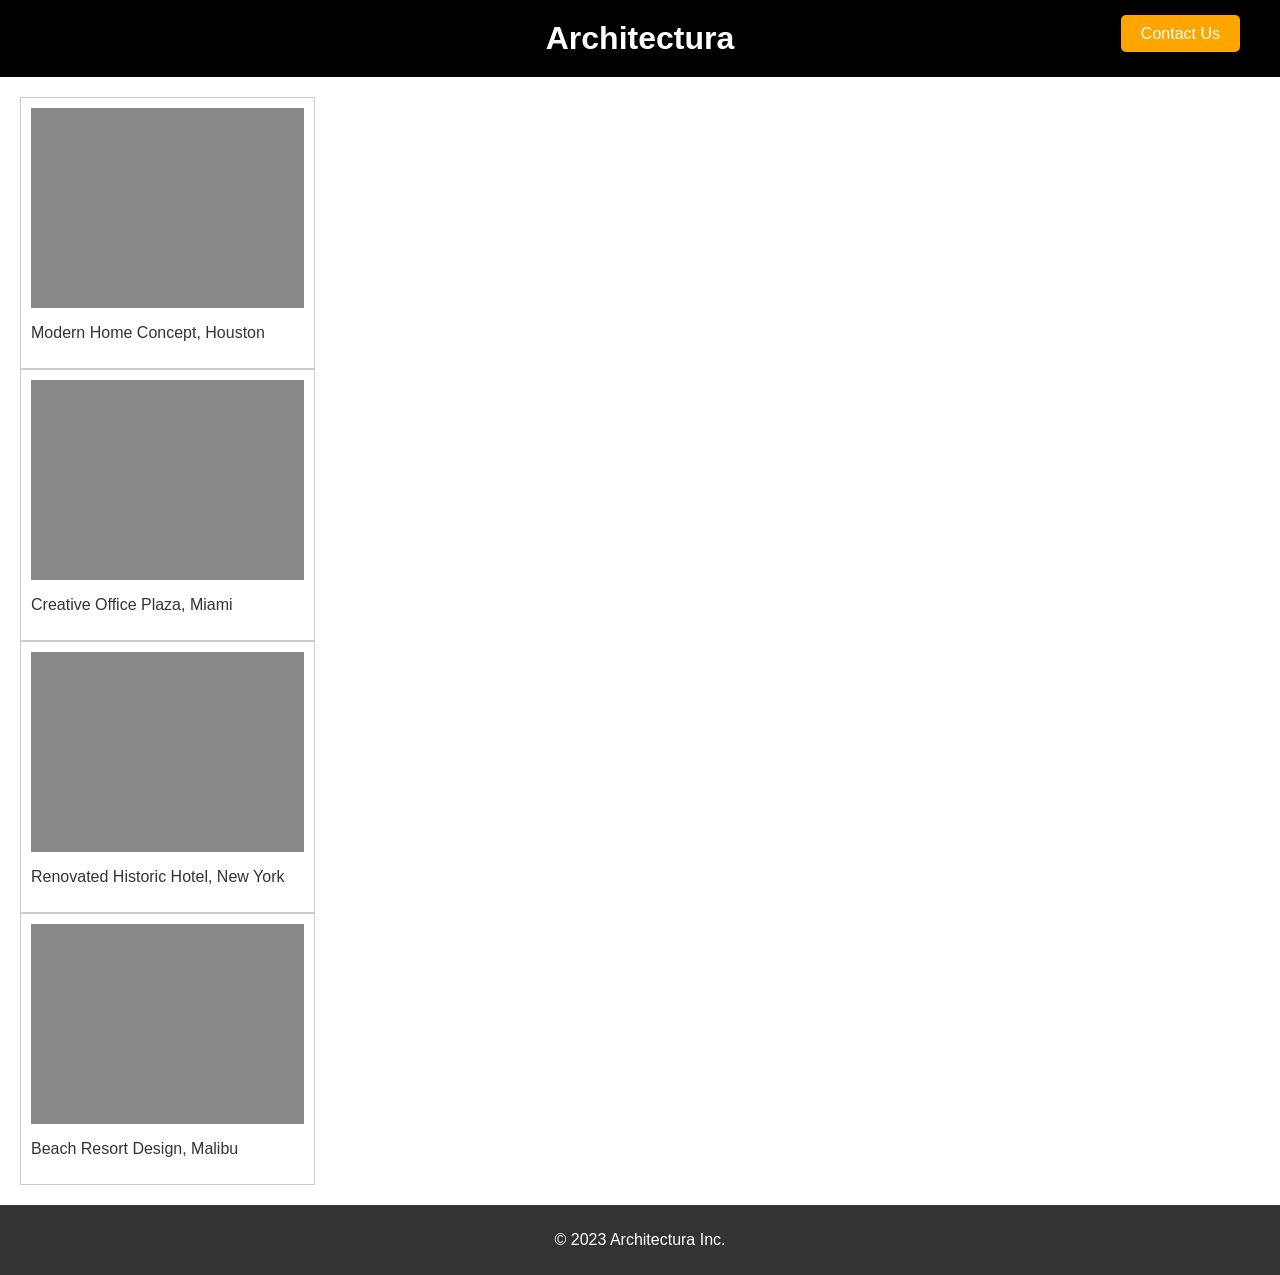 Architectura
Contact Us
Modern Home Concept, Houston
Creative Office Plaza, Miami
Renovated Historic Hotel, New York
Beach Resort Design, Malibu
© 2023 Architectura Inc.